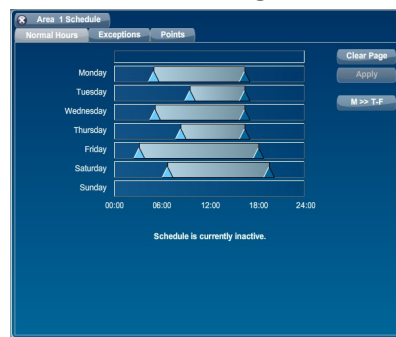 Area 1 Schedule
Normal Hours Exceptions Points
Clear Page
Monday
Apply
Tuesday
M >> T-F
Wednesday
Thursday
Friday
Saturday
Sunday
00:00 06:00 12:00 18:00 24:00
Schedule is currently inactive.